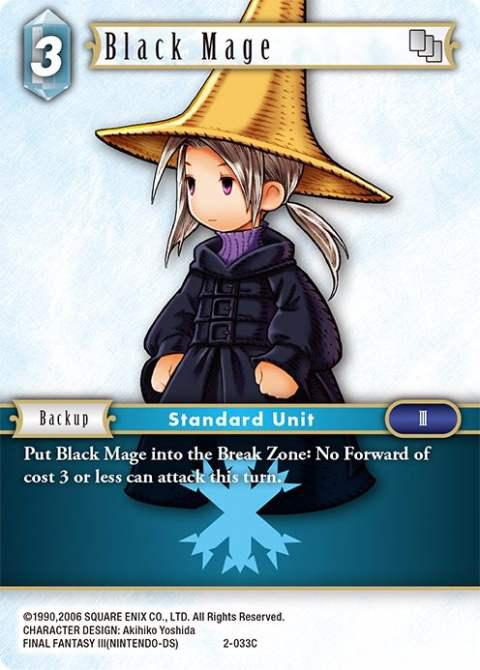 3
Black Mage
Backup
Standard Unit
III
Put Black Mage into the Break Zone: No Forward of
cost 3 or less can attack this turn.
©1990,2006 SQUARE ENIX CO., LTD. All Rights Reserved.
CHARACTER DESIGN: Akihiko Yoshida
FINAL FANTASY III(NINTENDO-DS)
2-033C